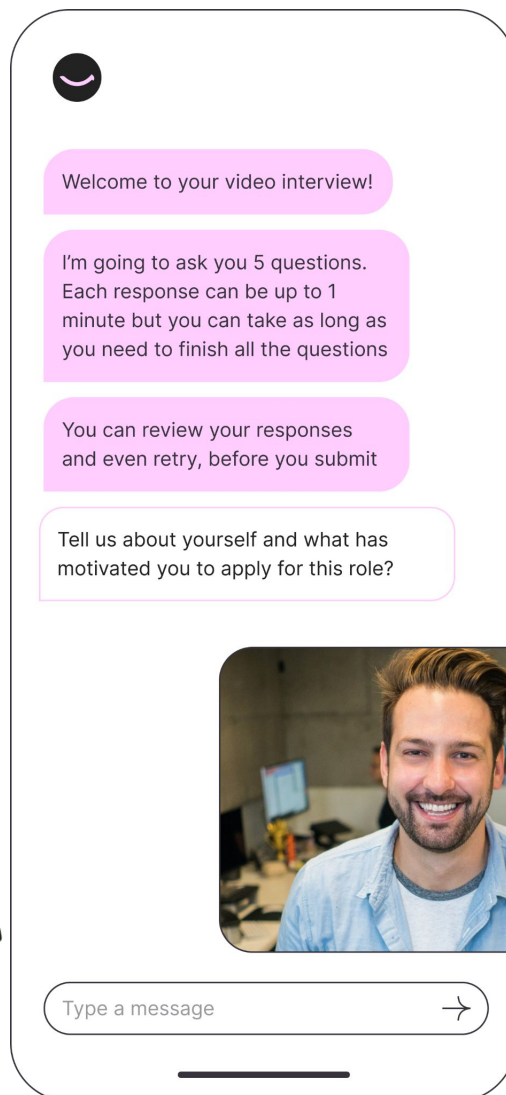 Welcome to your video interview!
I’m going to ask you 5 questions.
Each response can be up to 1
minute but you can take as long as
you need to finish all the questions
You can review your responses
and even retry, before you submit
Tell us about yourself and what has
motivated you to apply for this role?
Type a message